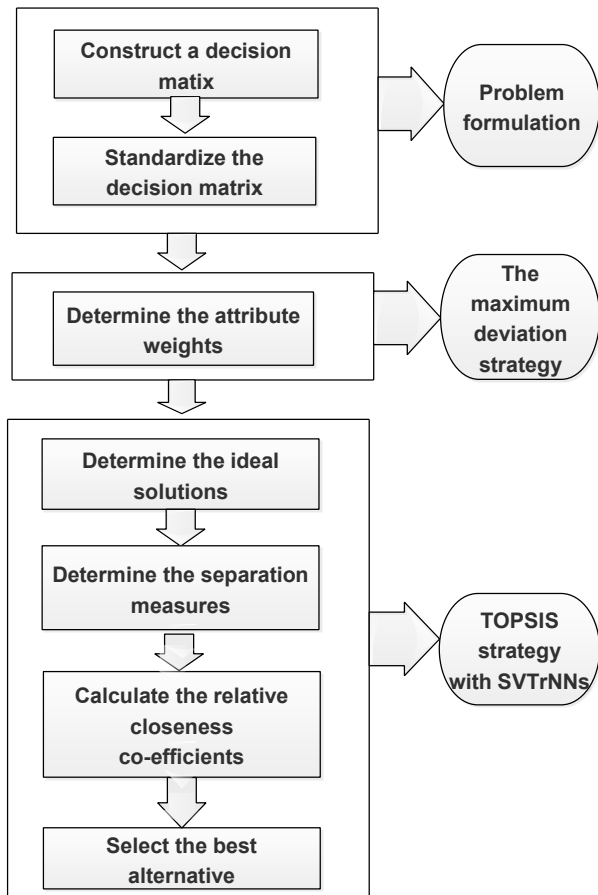 Construct a decision
matix
Standardize the
decision matrix
Problem
formulation
Determine the attribute
weights
The
maximum
deviation
strategy
Determine the ideal
solutions
Determine the separation
measures
Calculate the relative
closeness
co-efficients
Select the best
alternative
TOPSIS
strategy
with SVTrNNs